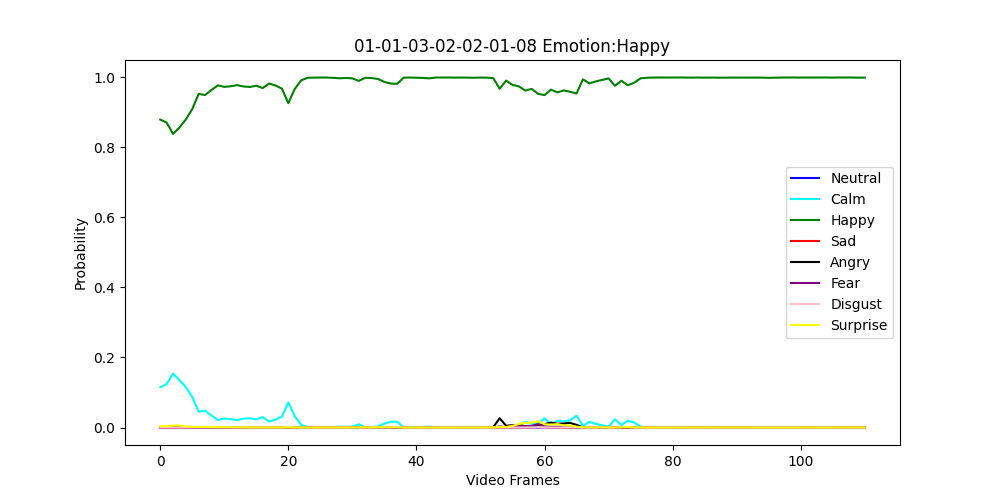 01-01-03-02-02-01-08 Emotion:Happy
1.0
0.8
0.6
0.4
0.2
0.0
Probability
0 20 40 60 80 100
Video Frames
Neutral
Calm
Happy
Sad
Angry
Fear
Disgust
Surprise